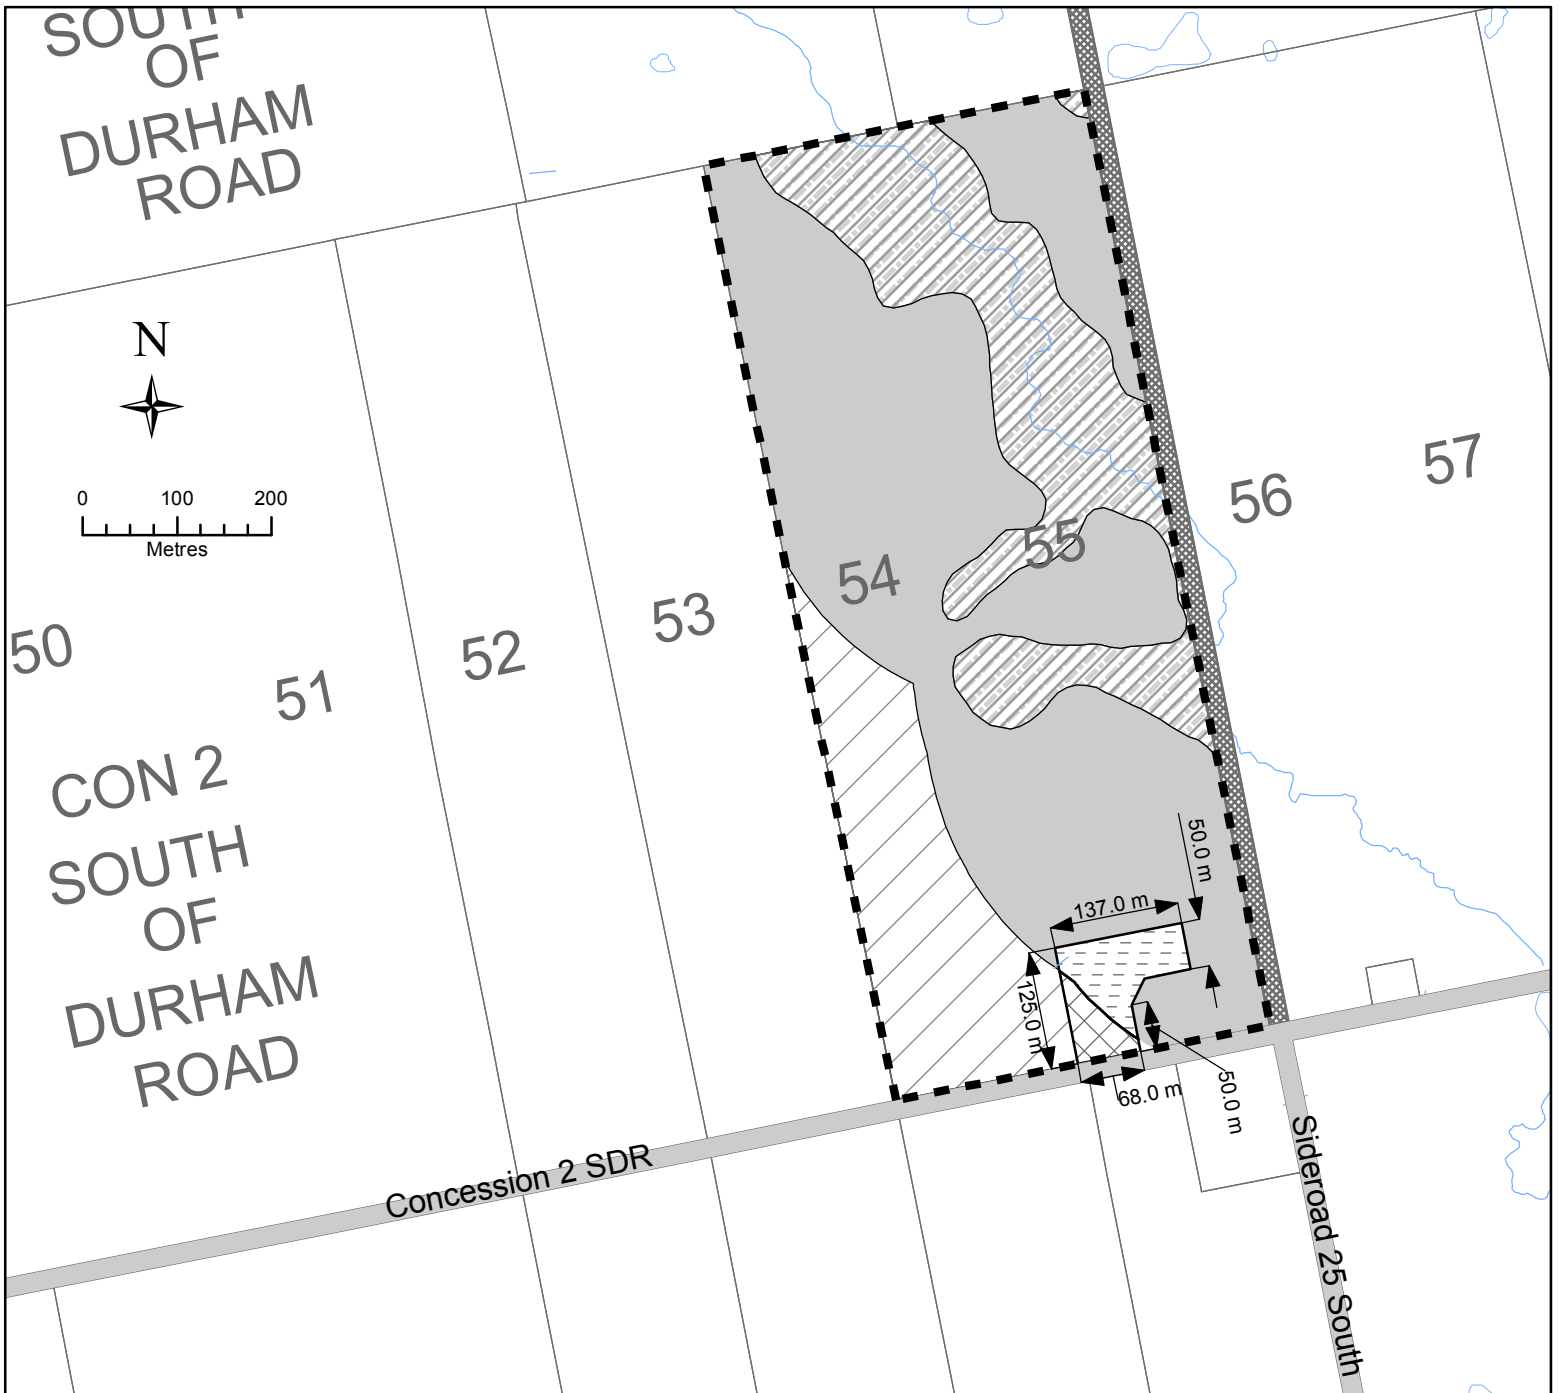 SOUTH
OF
DURHAM
ROAD
N
0 100 200
Metres
50
51
52
53
54
55
56
57
CON 2
SOUTH
OF
DURHAM
ROAD
50.0 m
137.0 m
125.0 m
68.0 m
50.0 m
Concession 2 SDR
Sideroad 25 South